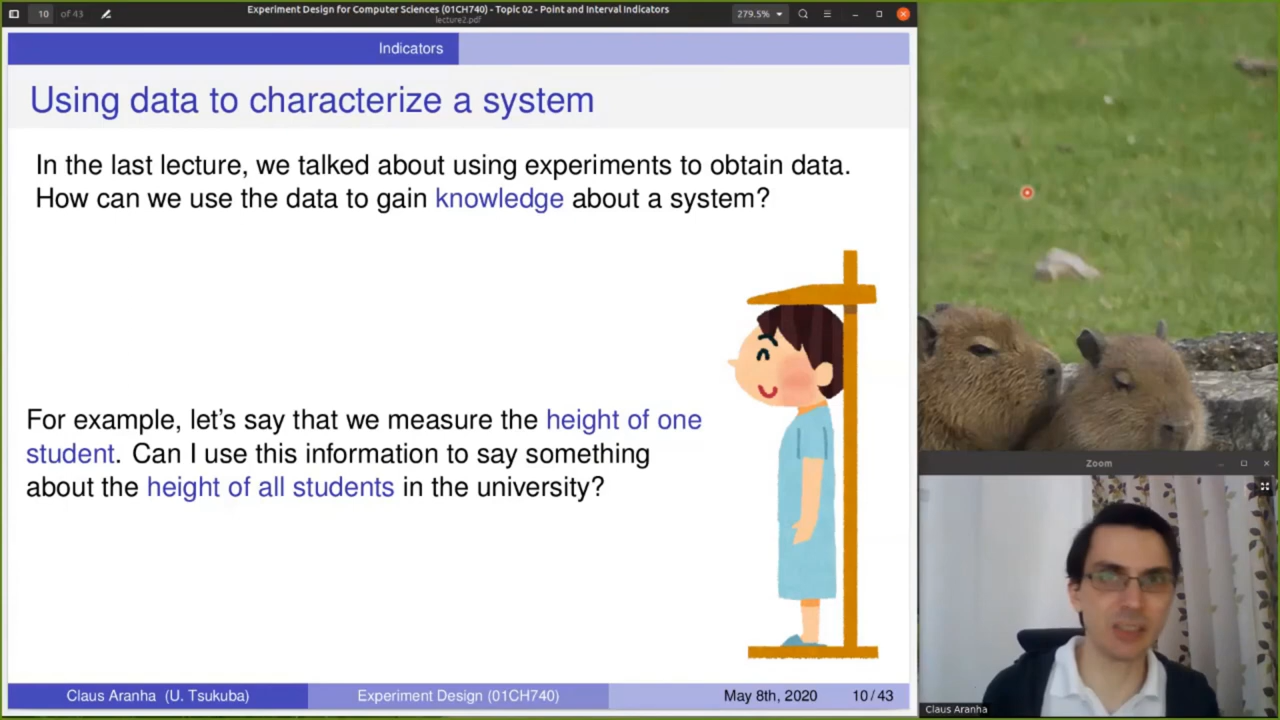 Experiment Design for Computer Sciences (01CH740) - Topic 02 - Point and Interval Indicators
lecture2.pdf
10 of 43
279.5%
Indicators
Using data to characterize a system
In the last lecture, we talked about using experiments to obtain data.
How can we use the data to gain knowledge about a system?
For example, let's say that we measure the height of one
student. Can I use this information to say something
about the height of all students in the university?
Claus Aranha (U. Tsukuba)
Experiment Design (01CH740)
May 8th, 2020
10 / 43
Zoom
Claus Aranha